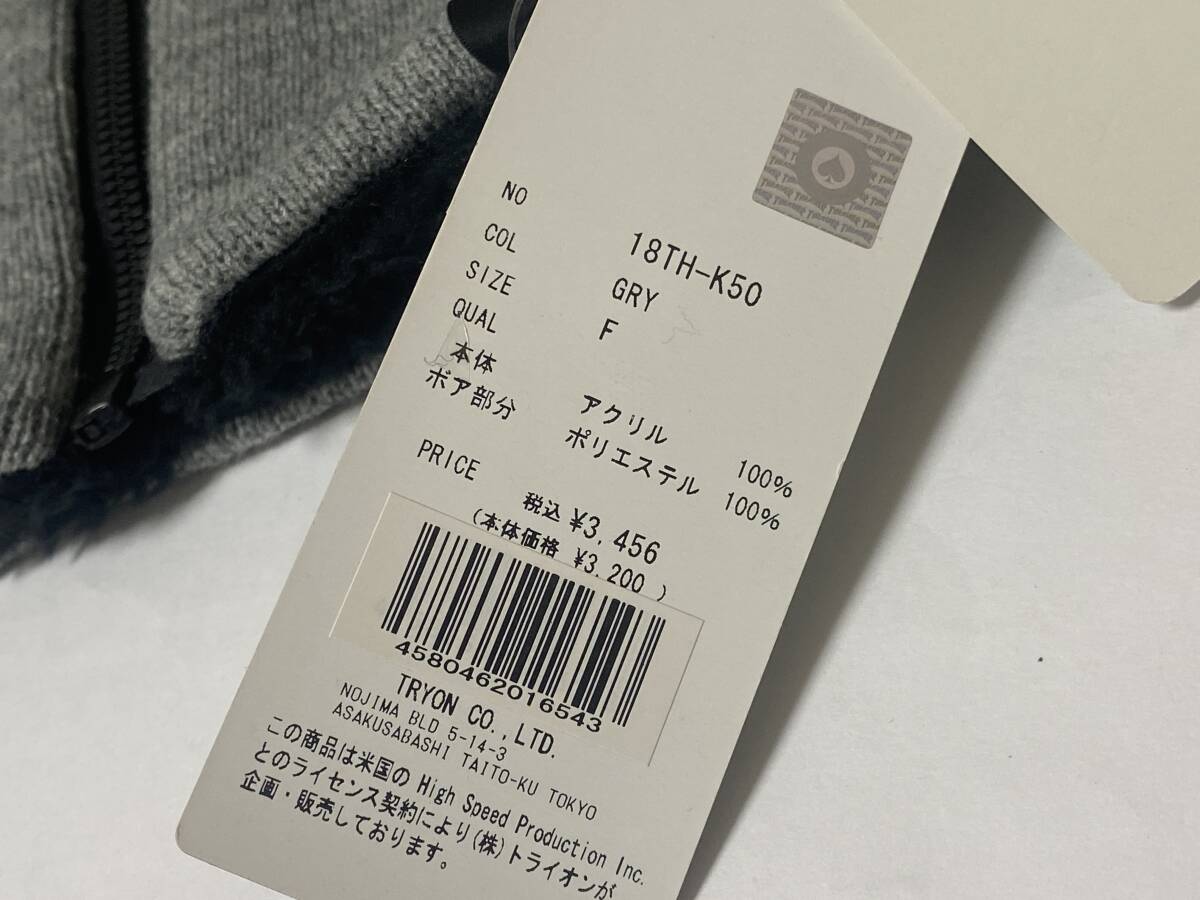 NO 18TH-K50
COL GRY
SIZE F
QUAL
本体 アクリル 100%
ボア部分 ポリエステル 100%
PRICE
税込 ¥3,456
(本体価格 ¥3,200 )
4580462016543
TRYON CO.,LTD.
NOJIMA BLD 5-14-3
ASAKUSABASHI TAITO-KU TOKYO
この商品は米国の High Speed Production Inc.
とのライセンス契約により(株)トライオンが
企画・販売しております。